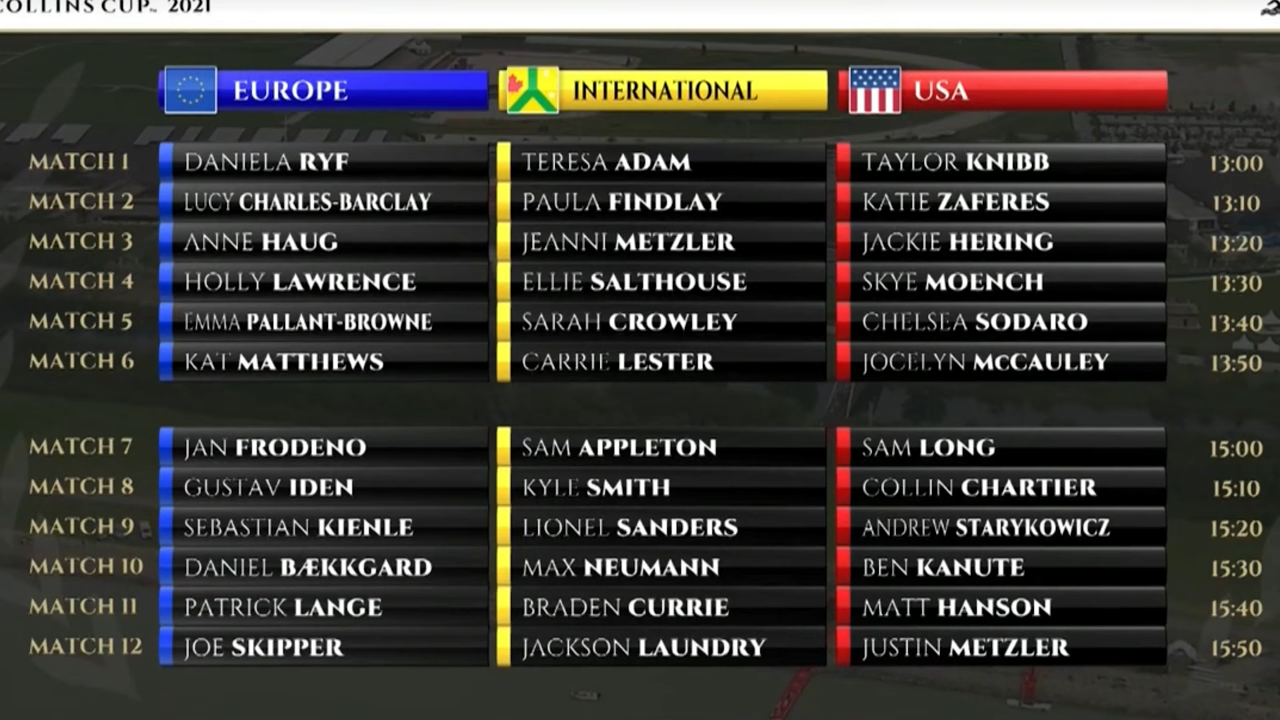 COLLINS CUP™ 2021
EUROPE INTERNATIONAL USA
MATCH 1 DANIELA RYF TERESA ADAM TAYLOR KNIBB 13:00
MATCH 2 LUCY CHARLES-BARCLAY PAULA FINDLAY KATIE ZAFERES 13:10
MATCH 3 ANNE HAUG JEANNI METZLER JACKIE HERING 13:20
MATCH 4 HOLLY LAWRENCE ELLIE SALTHOUSE SKYE MOENCH 13:30
MATCH 5 EMMA PALLANT-BROWNE SARAH CROWLEY CHELSEA SODARO 13:40
MATCH 6 KAT MATTHEWS CARRIE LESTER JOCELYN McCAULEY 13:50
MATCH 7 JAN FRODENO SAM APPLETON SAM LONG 15:00
MATCH 8 GUSTAV IDEN KYLE SMITH COLLIN CHARTIER 15:10
MATCH 9 SEBASTIAN KIENLE LIONEL SANDERS ANDREW STARYKOWICZ 15:20
MATCH 10 DANIEL BÆKKGARD MAX NEUMANN BEN KANUTE 15:30
MATCH 11 PATRICK LANGE BRADEN CURRIE MATT HANSON 15:40
MATCH 12 JOE SKIPPER JACKSON LAUNDRY JUSTIN METZLER 15:50